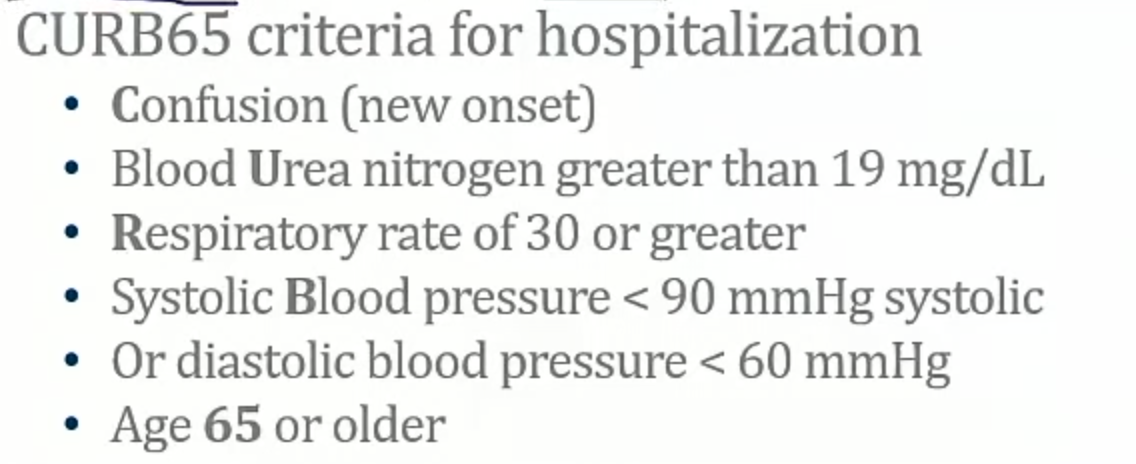 CURB65 criteria for hospitalization
• Confusion (new onset)
• Blood Urea nitrogen greater than 19 mg/dL
• Respiratory rate of 30 or greater
• Systolic Blood pressure < 90 mmHg systolic
• Or diastolic blood pressure < 60 mmHg
• Age 65 or older